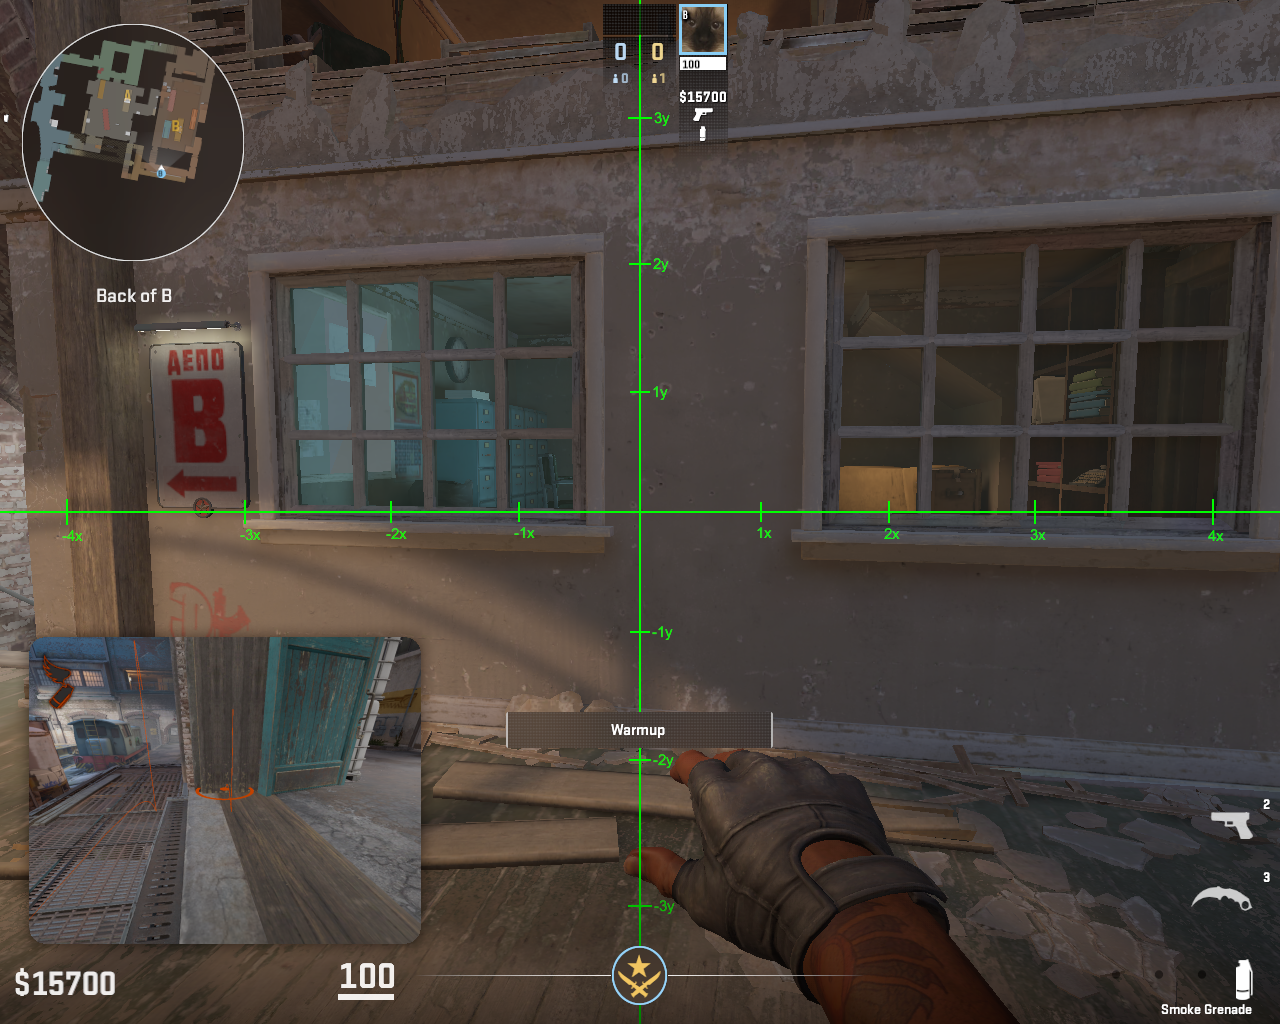 B
0 0
0 1
100
$15700
A
B
B
Back of B
ДЕПО
B
3y
2y
1y
-4x -3x -2x -1x 1x 2x 3x 4x
-1y
-2y
-3y
Warmup
2
3
$15700
100
Smoke Grenade